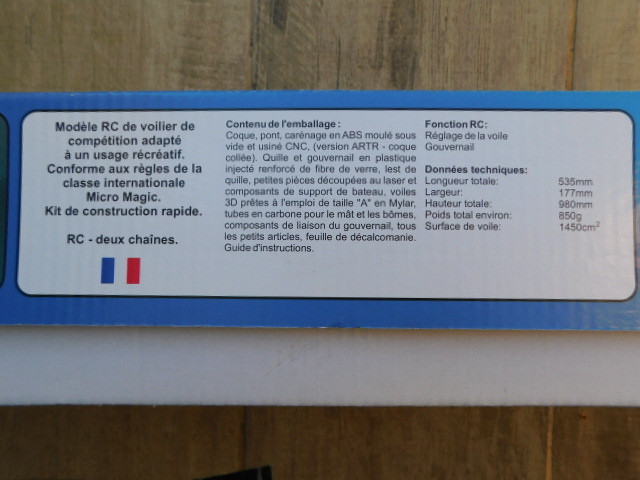 Modèle RC de voilier de
compétition adapté
à un usage récréatif.
Conforme aux règles de la
classe internationale
Micro Magic.
Kit de construction rapide.
RC - deux chaînes.
Contenu de l'emballage :
Coque, pont, carénage en ABS moulé sous
vide et usiné CNC, (version ARTR - coque
collée). Quille et gouvernail en plastique
injecté renforcé de fibre de verre, lest de
quille, petites pièces découpées au laser et
composants de support de bateau, voiles
3D prêtes à l'emploi de taille "A" en Mylar,
tubes en carbone pour le mât et les bômes,
composants de liaison du gouvernail, tous
les petits articles, feuille de décalcomanie.
Guide d'instructions.
Fonction RC:
Réglage de la voile
Gouvernail
Données techniques:
Longueur totale: 535mm
Largeur: 177mm
Hauteur totale: 980mm
Poids total environ: 850g
Surface de voile: 1450cm²